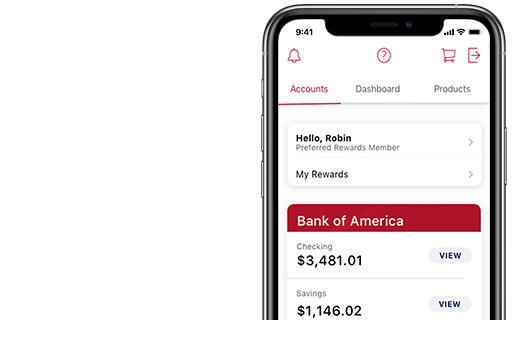 9:41
Accounts Dashboard Products
Hello, Robin
Preferred Rewards Member
My Rewards
Bank of America
Checking
$3,481.01 VIEW
Savings
$1,146.02 VIEW